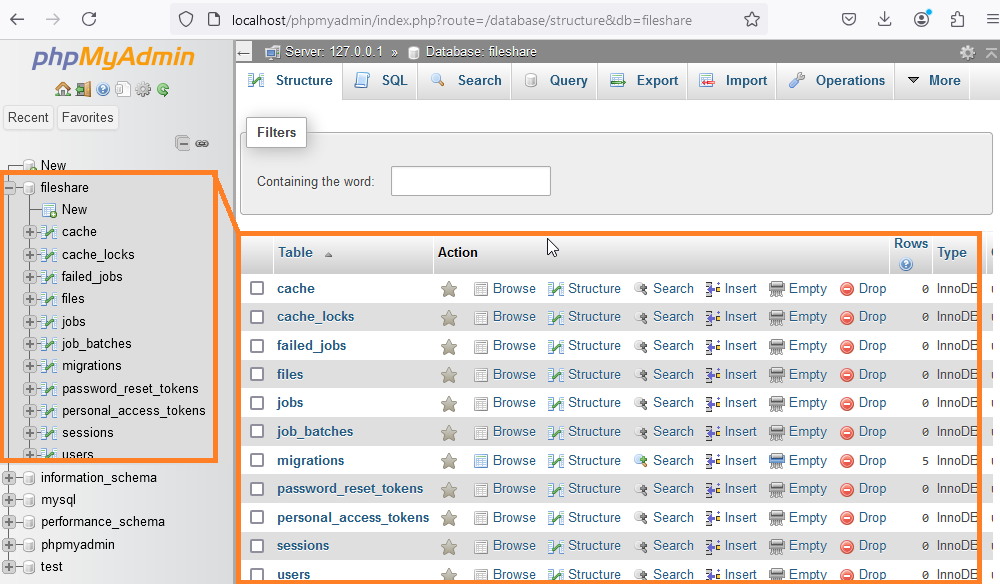 localhost/phpmyadmin/index.php?route=/database/structure&db=fileshare
phpMyAdmin
Recent Favorites
New
fileshare
New
cache
cache_locks
failed_jobs
files
jobs
job_batches
migrations
password_reset_tokens
personal_access_tokens
sessions
users
information_schema
mysql
performance_schema
phpmyadmin
test
Server: 127.0.0.1 » Database: fileshare
Structure SQL Search Query Export Import Operations More
Filters
Containing the word:
Table Action Rows Type
cache Browse Structure Search Insert Empty Drop 0 InnoDB
cache_locks Browse Structure Search Insert Empty Drop 0 InnoDB
failed_jobs Browse Structure Search Insert Empty Drop 0 InnoDB
files Browse Structure Search Insert Empty Drop 0 InnoDB
jobs Browse Structure Search Insert Empty Drop 0 InnoDB
job_batches Browse Structure Search Insert Empty Drop 0 InnoDB
migrations Browse Structure Search Insert Empty Drop 5 InnoDB
password_reset_tokens Browse Structure Search Insert Empty Drop 0 InnoDB
personal_access_tokens Browse Structure Search Insert Empty Drop 0 InnoDB
sessions Browse Structure Search Insert Empty Drop 0 InnoDB
users Browse Structure Search Insert Empty Drop 0 InnoDB